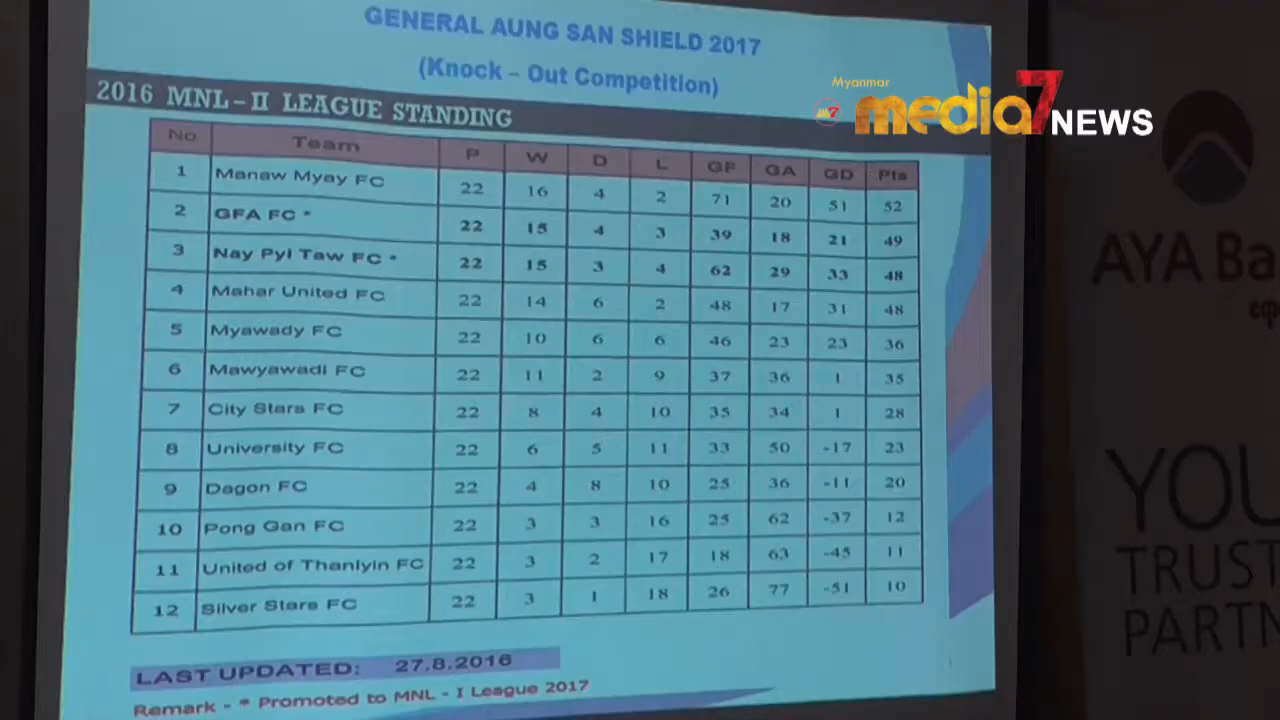 GENERAL AUNG SAN SHIELD 2017
(Knock – Out Competition)
2016 MNL – II LEAGUE STANDING
Myanmar
media7 NEWS
No Team P W D L GF GA GD Pts
1 Manaw Myay FC 22 16 4 2 71 20 51 52
2 GFA FC * 22 15 4 3 39 18 21 49
3 Nay Pyi Taw FC * 22 15 3 4 62 29 33 48
4 Mahar United FC 22 14 6 2 48 17 31 48
5 Myawady FC 22 10 6 6 46 23 23 36
6 Mawyawadi FC 22 11 2 9 37 36 1 35
7 City Stars FC 22 8 4 10 35 34 1 28
8 University FC 22 6 5 11 33 50 -17 23
9 Dagon FC 22 4 8 10 25 36 -11 20
10 Pong Gan FC 22 3 3 16 25 62 -37 12
11 United of Thanlyin FC 22 3 2 17 18 63 -45 11
12 Silver Stars FC 22 3 1 18 26 77 -51 10
LAST UPDATED: 27.8.2016
Remark - * Promoted to MNL - I League 2017
AYA Ba
YOU
TRUST
PARTN